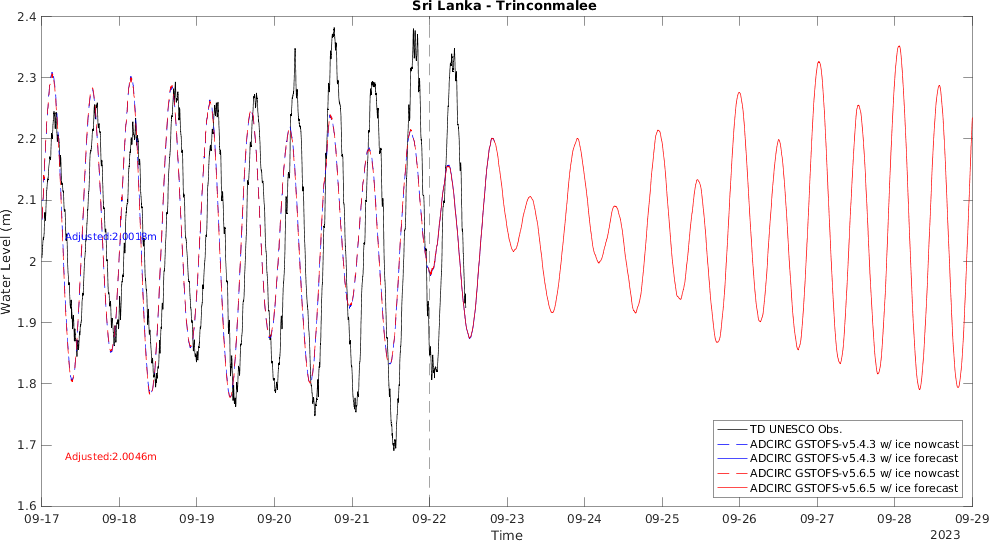 Sri Lanka - Trinconmalee
2.4
2.3
2.2
2.1
2
1.9
1.8
1.7
1.6
Water Level (m)
Adjusted:2.0018m
Adjusted:2.0046m
TD UNESCO Obs.
ADCIRC GSTOFS-v5.4.3 w/ ice nowcast
ADCIRC GSTOFS-v5.4.3 w/ ice forecast
ADCIRC GSTOFS-v5.6.5 w/ ice nowcast
ADCIRC GSTOFS-v5.6.5 w/ ice forecast
09-17 09-18 09-19 09-20 09-21 09-22 09-23 09-24 09-25 09-26 09-27 09-28 09-29
Time 2023